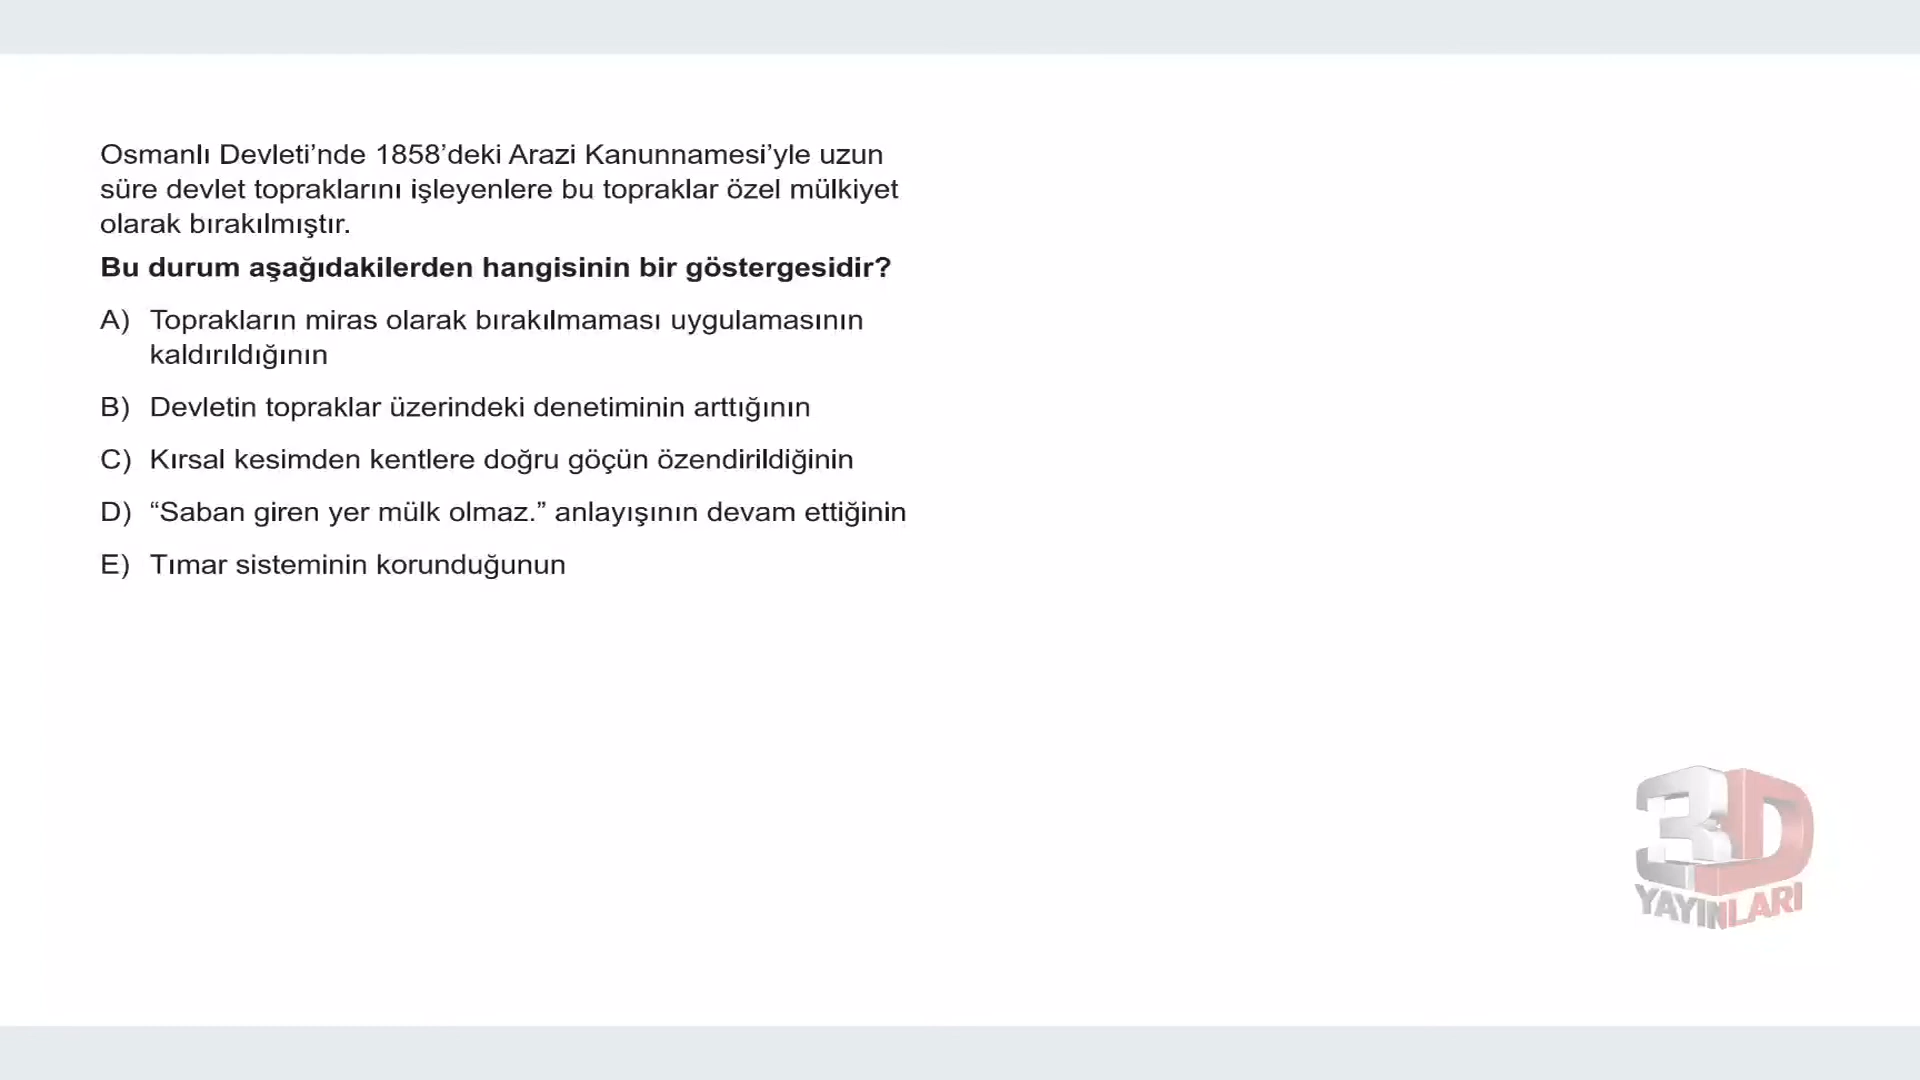 Osmanlı Devleti’nde 1858’deki Arazi Kanunnamesi’yle uzun
süre devlet topraklarını işleyenlere bu topraklar özel mülkiyet
olarak bırakılmıştır.
Bu durum aşağıdakilerden hangisinin bir göstergesidir?
A) Toprakların miras olarak bırakılmaması uygulamasının
kaldırıldığının
B) Devletin topraklar üzerindeki denetiminin arttığının
C) Kırsal kesimden kentlere doğru göçün özendirildiğinin
D) “Saban giren yer mülk olmaz.” anlayışının devam ettiğinin
E) Tımar sisteminin korunduğunun
3D
YAYINLARI